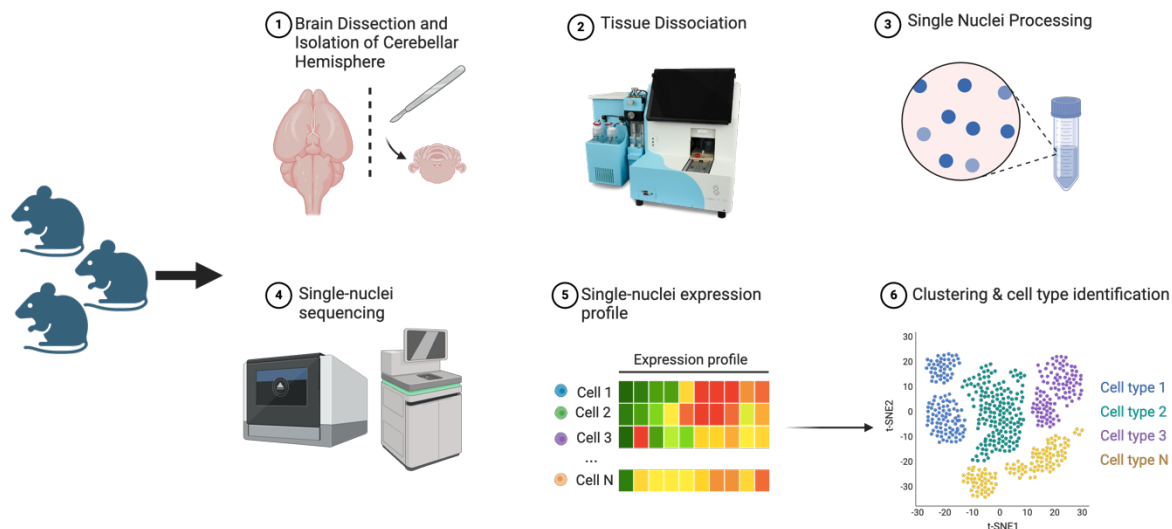 1 Brain Dissection and
Isolation of Cerebellar
Hemisphere
2 Tissue Dissociation
3 Single Nuclei Processing
4 Single-nuclei
sequencing
5 Single-nuclei expression
profile
Expression profile
Cell 1
Cell 2
Cell 3
...
Cell N
6 Clustering & cell type identification
30
20
10
0
-10
-20
-30
t-SNE2
-30 -20 -10 0 10 20 30
t-SNE1
Cell type 1
Cell type 2
Cell type 3
Cell type N